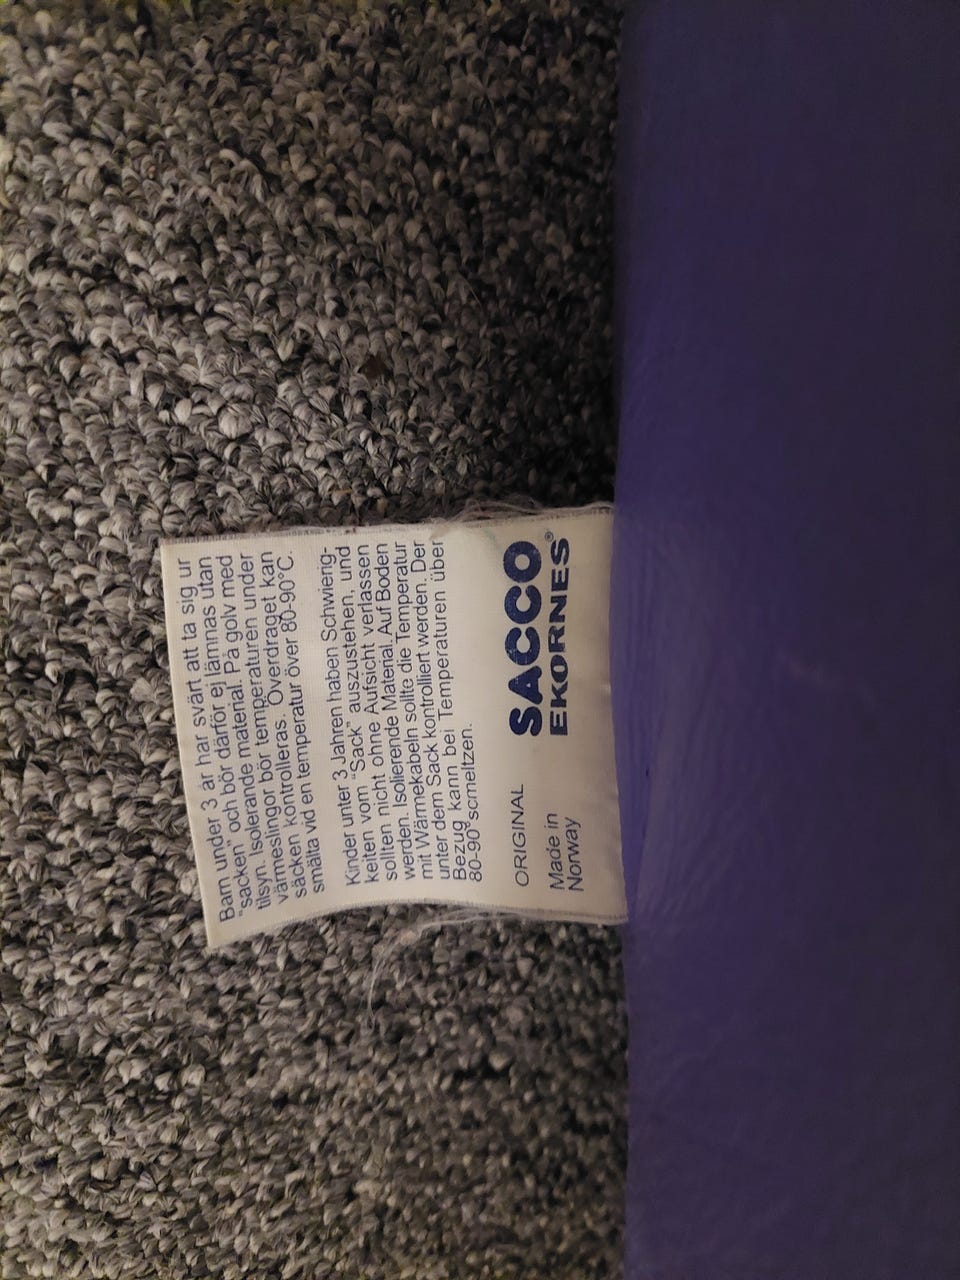 Barn under 3 år har svårt att ta sig ur
"sacken" och bör därför ej lämnas utan
tilsyn. Isolerande material. På golv med
värmeslingor bör temperaturen under
säcken kontrolleras. Överdraget kan
smälta vid en temperatur över 80-90°C.
Kinder unter 3 Jahren haben Schwieng-
keiten vom "Sack" auszustehen, und
sollten nicht ohne Aufsicht verlassen
werden. Isolierende Material. Auf Boden
mit Wärmekabeln sollte die Temperatur
unter dem Sack kontrolliert werden. Der
Bezug kann bei Temperaturen über
80-90° scmeltzen.
ORIGINAL SACCO
Made in EKORNES®
Norway